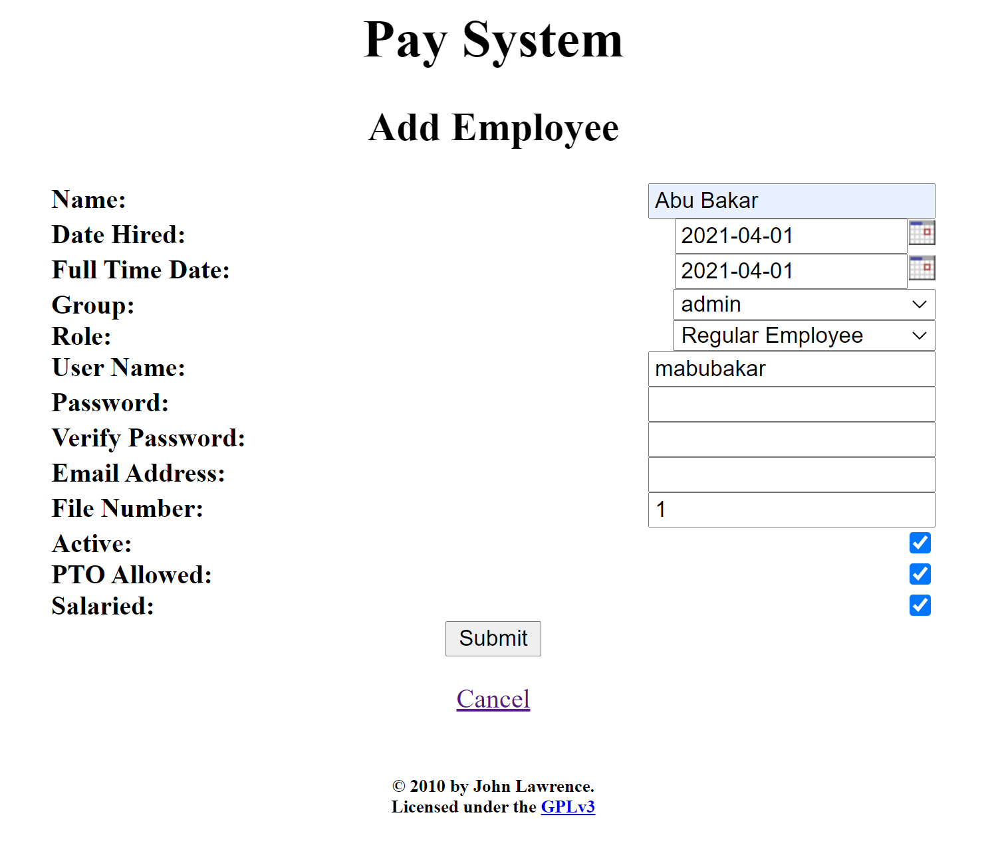 Pay System
Add Employee
Name: Abu Bakar
Date Hired: 2021-04-01
Full Time Date: 2021-04-01
Group: admin
Role: Regular Employee
User Name: mabubakar
Password:
Verify Password:
Email Address:
File Number: 1
Active:
PTO Allowed:
Salaried:
Submit
Cancel
© 2010 by John Lawrence.
Licensed under the GPLv3